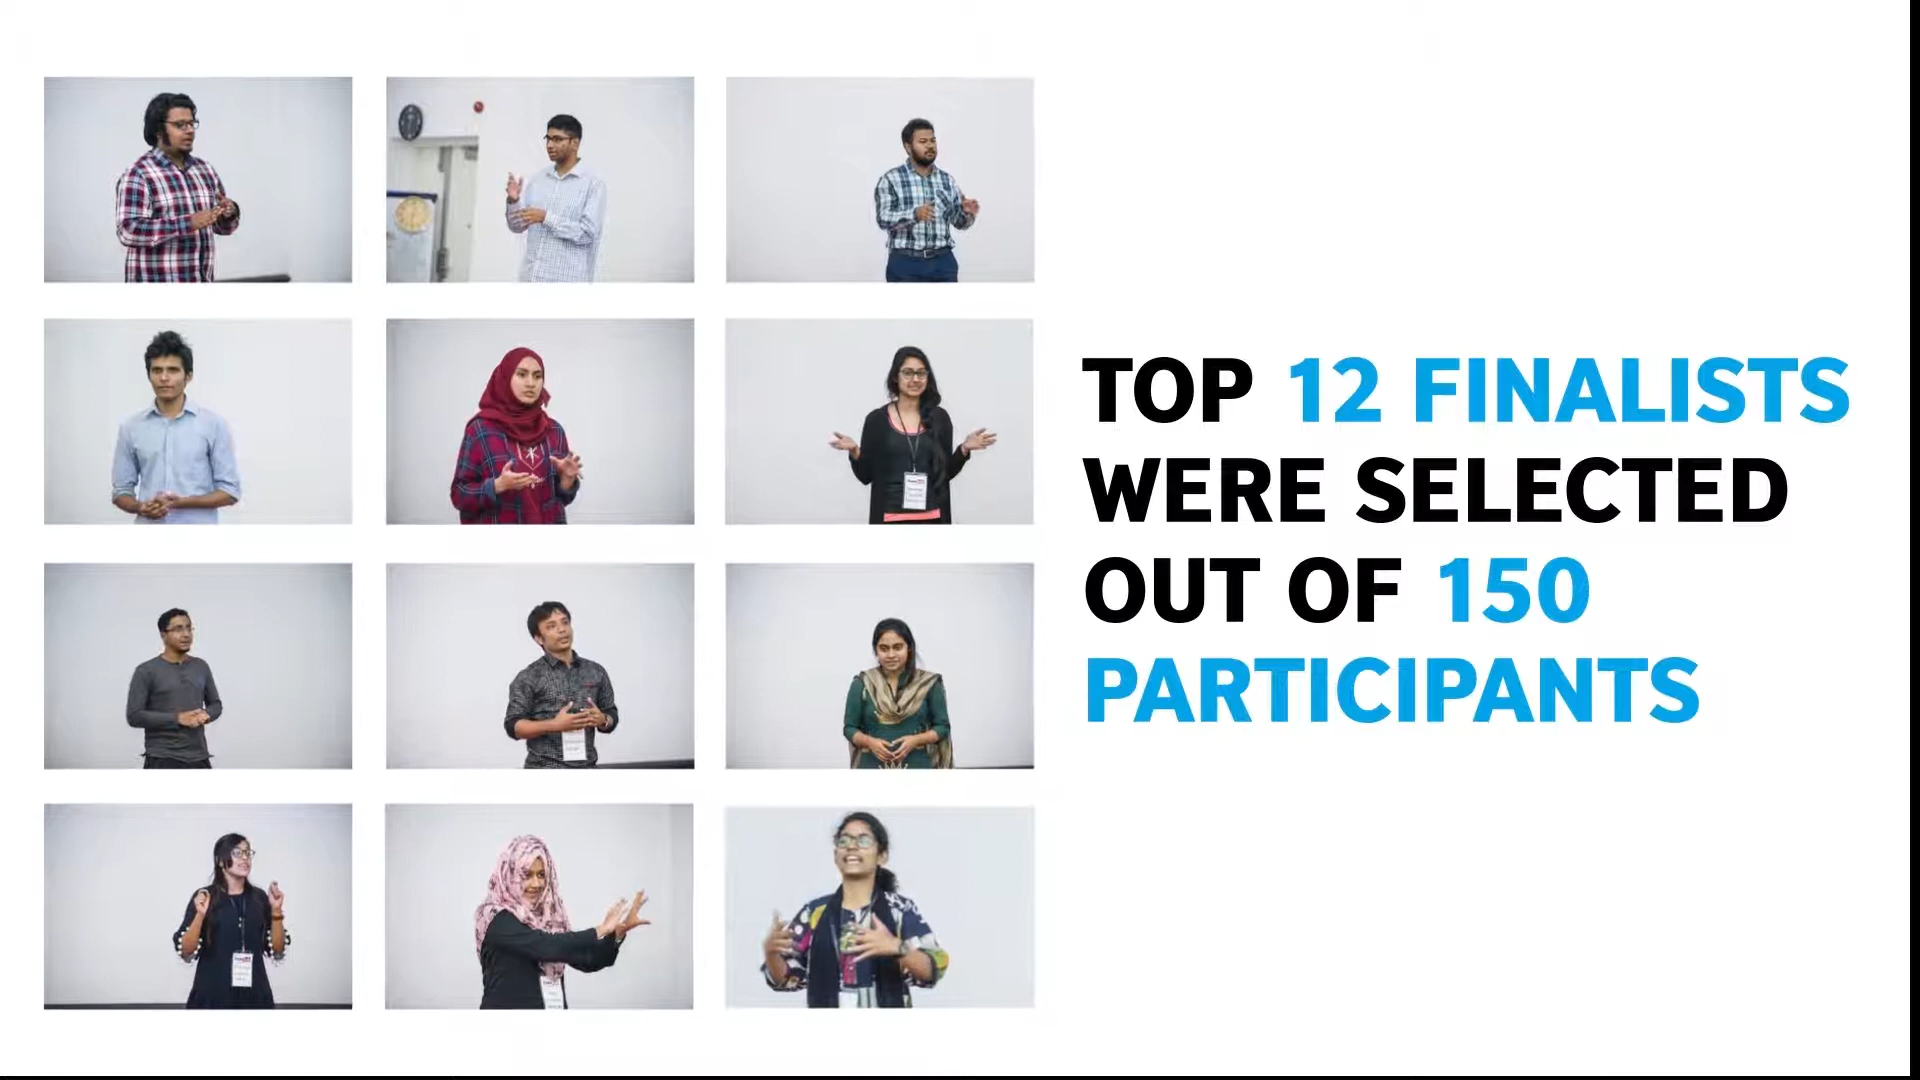 TOP 12 FINALISTS
WERE SELECTED
OUT OF 150
PARTICIPANTS